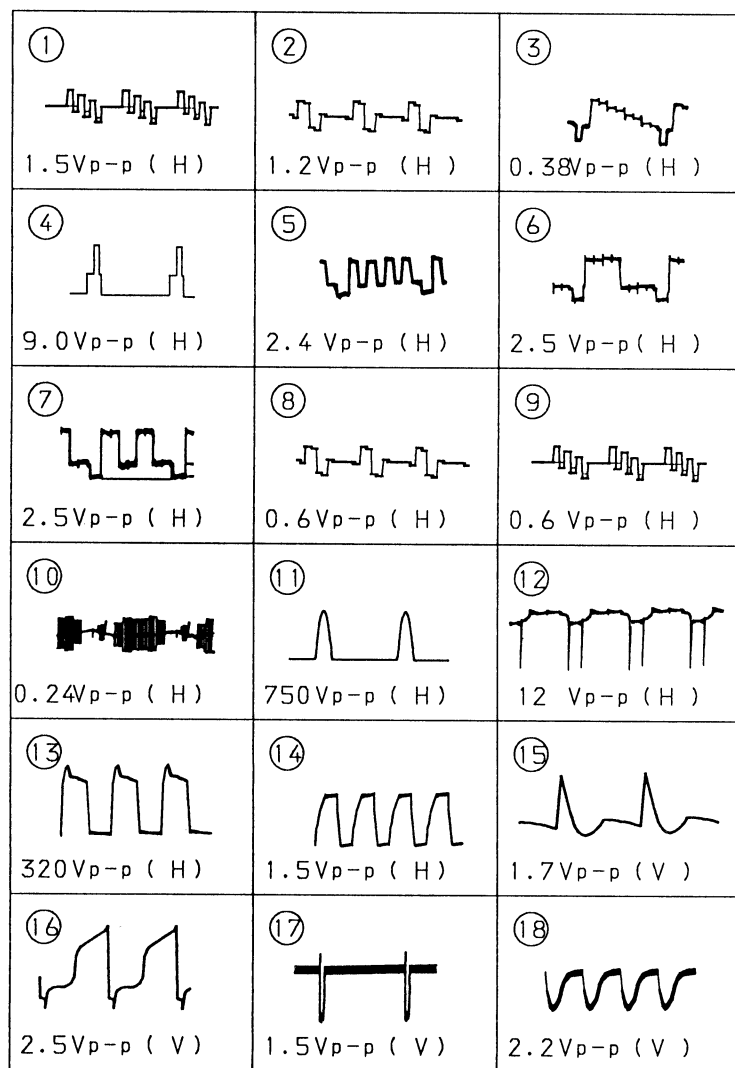 ① ② ③
1.5Vp-p ( H ) 1.2Vp-p ( H ) 0.38Vp-p ( H )
④ ⑤ ⑥
9.0Vp-p ( H ) 2.4 Vp-p ( H ) 2.5 Vp-p ( H )
⑦ ⑧ ⑨
2.5Vp-p ( H ) 0.6Vp-p ( H ) 0.6 Vp-p ( H )
⑩ ⑪ ⑫
0.24Vp-p ( H ) 750Vp-p ( H ) 12 Vp-p ( H )
⑬ ⑭ ⑮
320Vp-p ( H ) 1.5Vp-p ( H ) 1.7Vp-p ( V )
⑯ ⑰ ⑱
2.5Vp-p ( V ) 1.5Vp-p ( V ) 2.2Vp-p ( V )